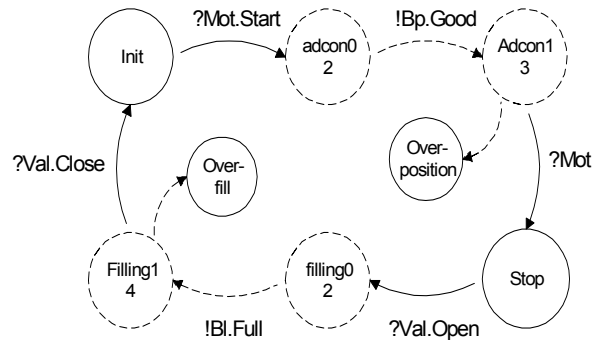 ?Mot.Start
!Bp.Good
Init
adcon0
2
Adcon1
3
?Val.Close
Over-
fill
Over-
position
?Mot
Filling1
4
filling0
2
Stop
!Bl.Full
?Val.Open